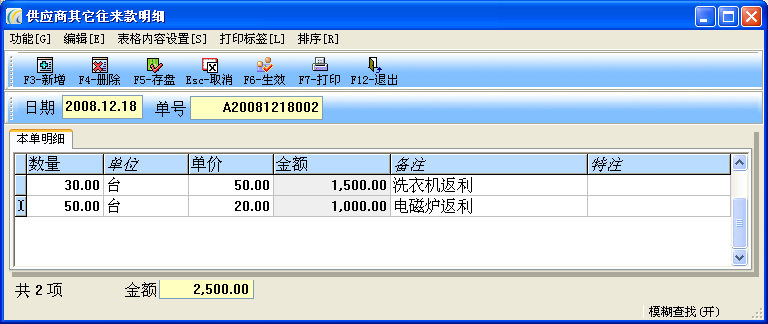 供应商其它往来款明细
功能[G] 编辑[E] 表格内容设置[S] 打印标签[L] 排序[R]
F3-新增 F4-删除 F5-存盘 Esc-取消 F6-生效 F7-打印 F12-退出
日期 2008.12.18 单号 A20081218002
本单明细
数量 单位 单价 金额 备注 特注
30.00 台 50.00 1,500.00 洗衣机返利
50.00 台 20.00 1,000.00 电磁炉返利
共 2 项 金额 2,500.00
模糊查找(开)